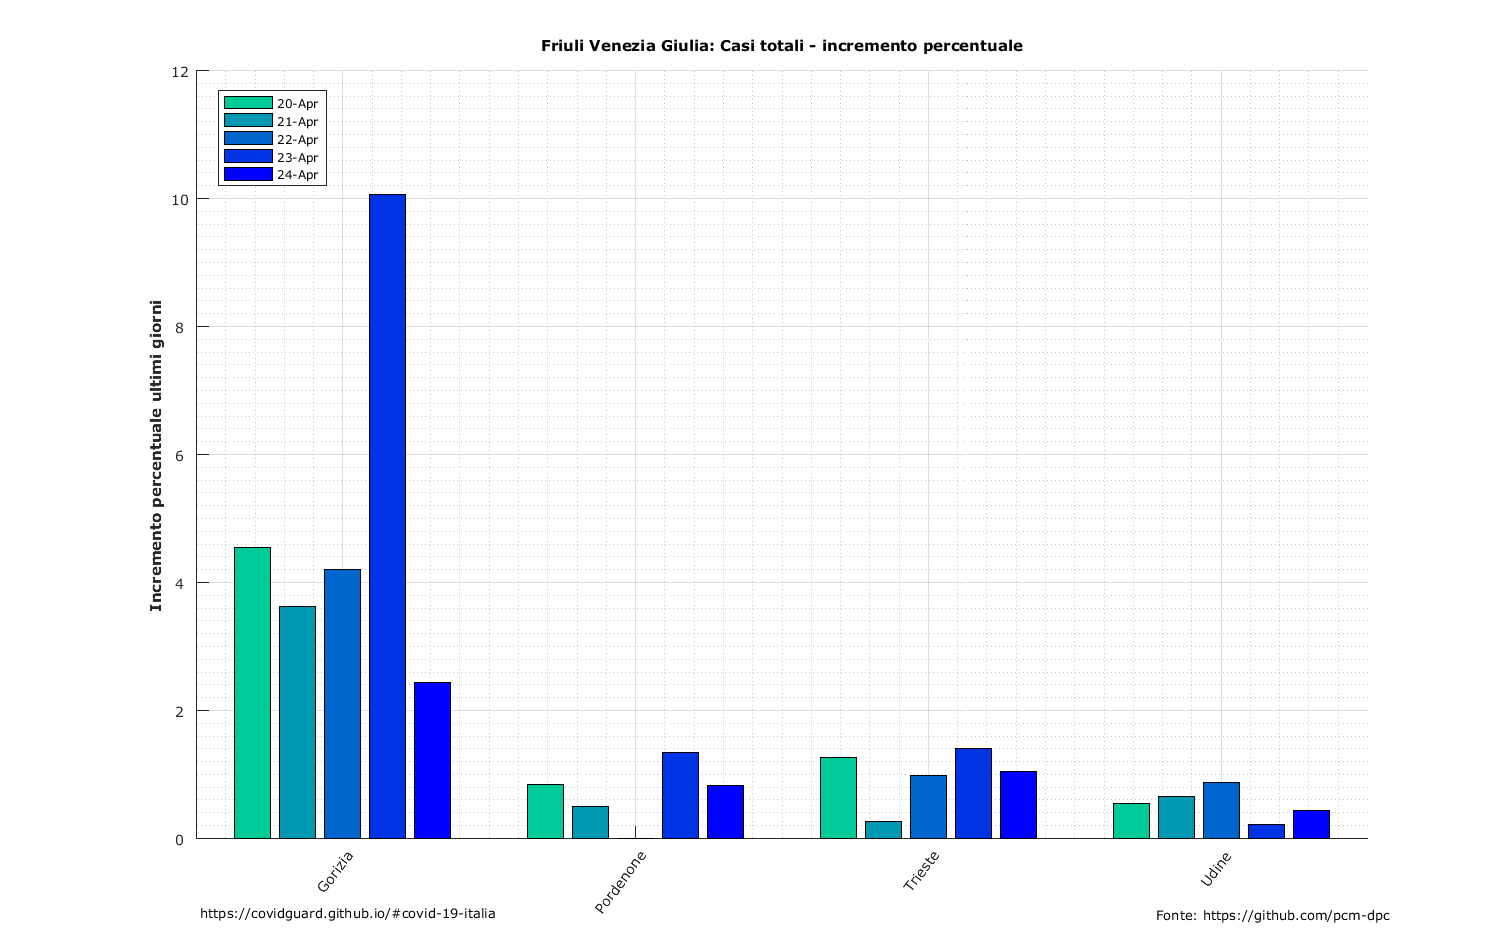 Friuli Venezia Giulia: Casi totali - incremento percentuale
Incremento percentuale ultimi giorni
12
10
8
6
4
2
0
20-Apr
21-Apr
22-Apr
23-Apr
24-Apr
Gorizia
Pordenone
Trieste
Udine
https://covidguard.github.io/#covid-19-italia
Fonte: https://github.com/pcm-dpc